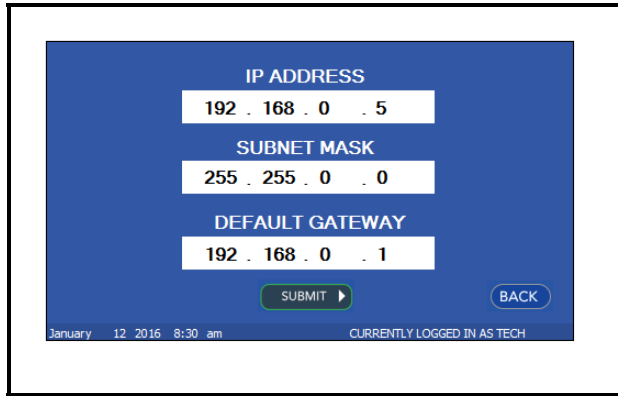 IP ADDRESS
192 . 168 . 0 . 5
SUBNET MASK
255 . 255 . 0 . 0
DEFAULT GATEWAY
192 . 168 . 0 . 1
SUBMIT
BACK
January 12 2016 8:30 am CURRENTLY LOGGED IN AS TECH